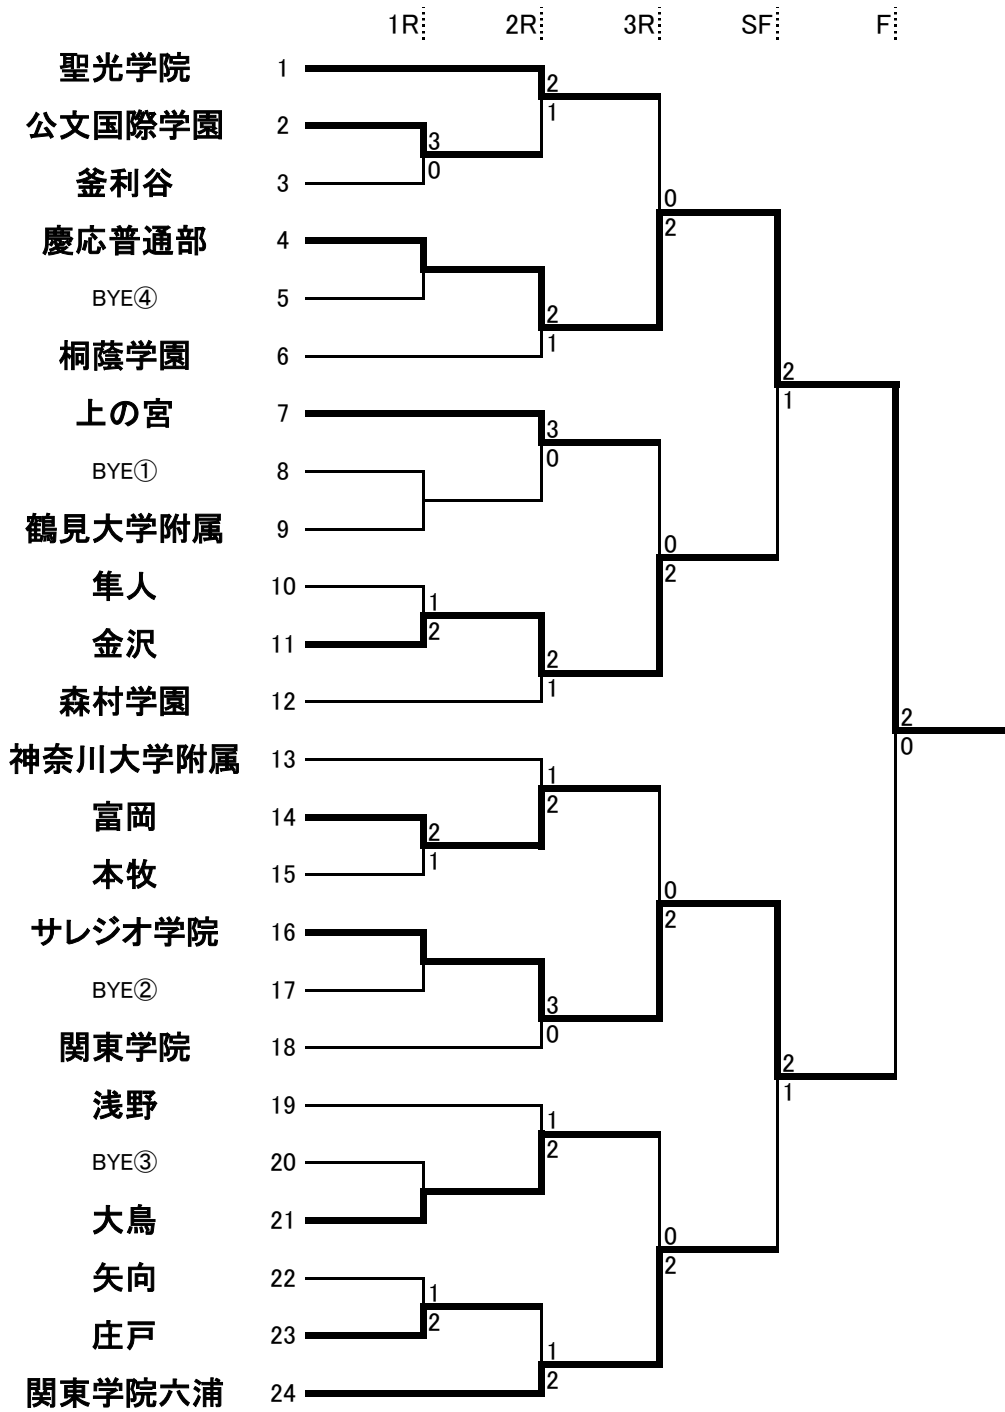 1R 2R 3R SF F
聖光学院 1
2
1
公文国際学園 2
3
0
釜利谷 3
0
2
慶応普通部 4
BYE④ 5
2
1
桐蔭学園 6
2
1
上の宮 7
3
0
BYE① 8
鶴見大学附属 9
0
2
隼人 10
1
2
金沢 11
2
1
森村学園 12
2
0
神奈川大学附属 13
1
2
富岡 14
2
1
本牧 15
0
2
サレジオ学院 16
BYE② 17
3
0
関東学院 18
2
1
浅野 19
1
2
BYE③ 20
大鳥 21
0
2
矢向 22
1
2
庄戸 23
1
2
関東学院六浦 24